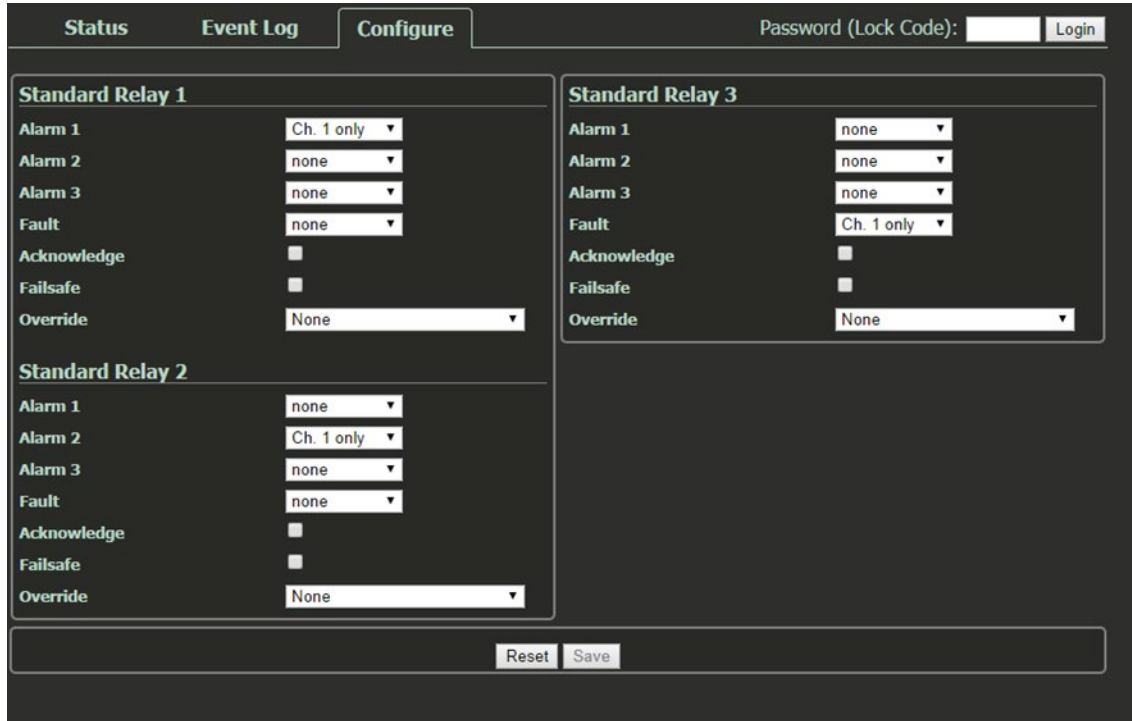 Status Event Log Configure Password (Lock Code): Login
Standard Relay 1
Alarm 1 Ch. 1 only
Alarm 2 none
Alarm 3 none
Fault none
Acknowledge
Failsafe
Override None
Standard Relay 2
Alarm 1 none
Alarm 2 Ch. 1 only
Alarm 3 none
Fault none
Acknowledge
Failsafe
Override None
Standard Relay 3
Alarm 1 none
Alarm 2 none
Alarm 3 none
Fault Ch. 1 only
Acknowledge
Failsafe
Override None
Reset Save